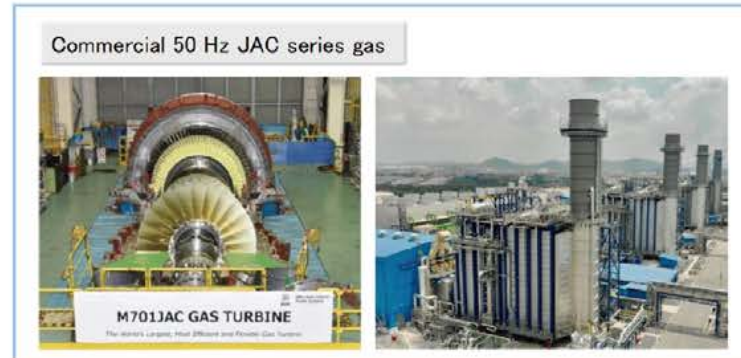 Commercial 50 Hz JAC series gas
M701JAC GAS TURBINE
The World's Largest, Most Efficient and Flexible Gas Turbine